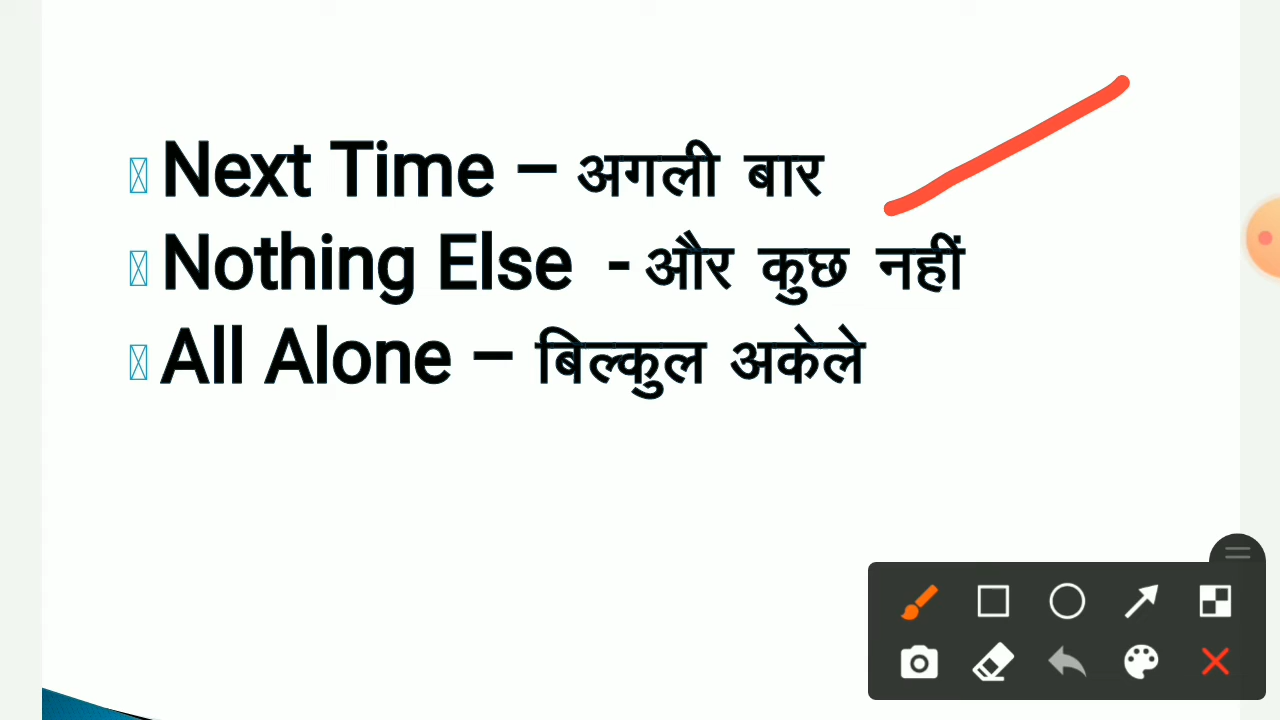 Next Time – अगली बार
Nothing Else - और कुछ नहीं
All Alone – बिल्कुल अकेले